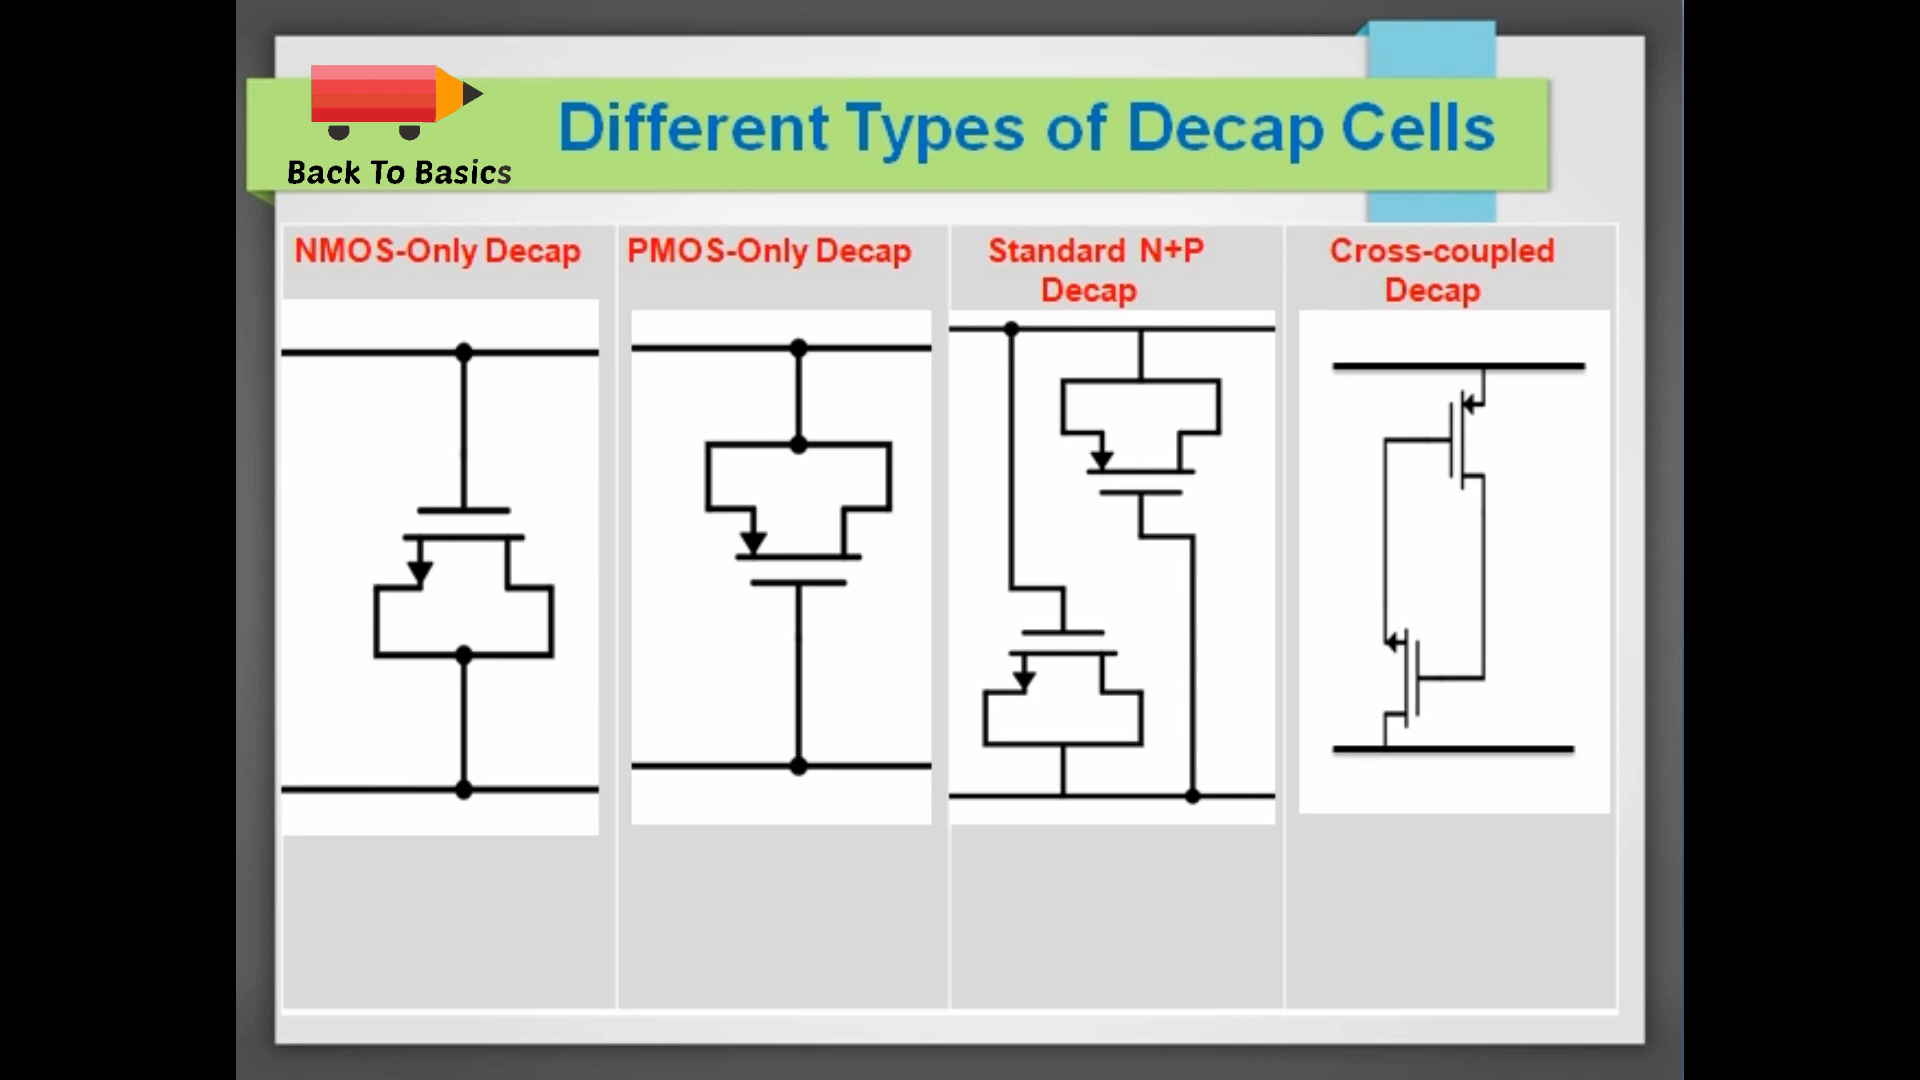 Back To Basics
Different Types of Decap Cells
NMOS-Only Decap
PMOS-Only Decap
Standard N+P
Decap
Cross-coupled
Decap